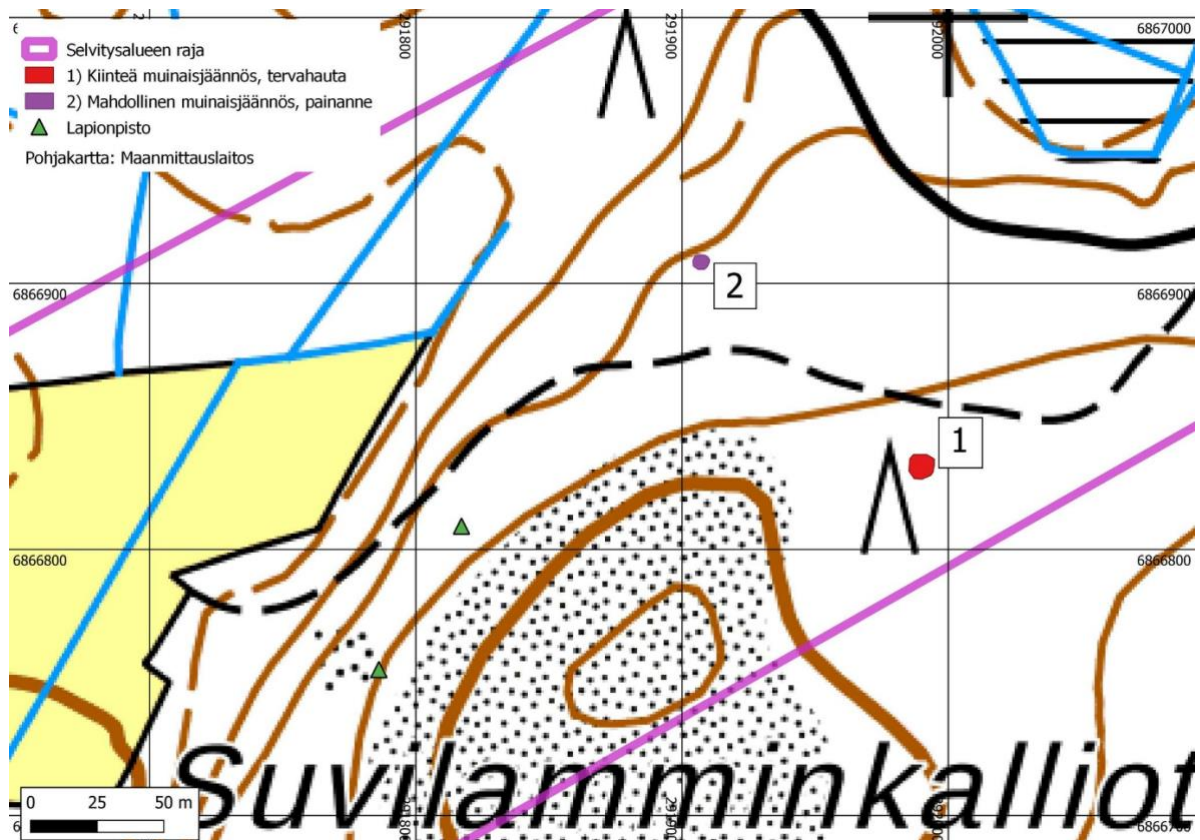 291800
291900
292000
6867000
Selvitysalueen raja
1) Kiinteä muinaisjäännös, tervahauta
2) Mahdollinen muinaisjäännös, painanne
Lapionpisto
Pohjakartta: Maanmittauslaitos
2
6866900
6866900
1
6866800
6866800
Suvilamminkalliot
0 25 50 m